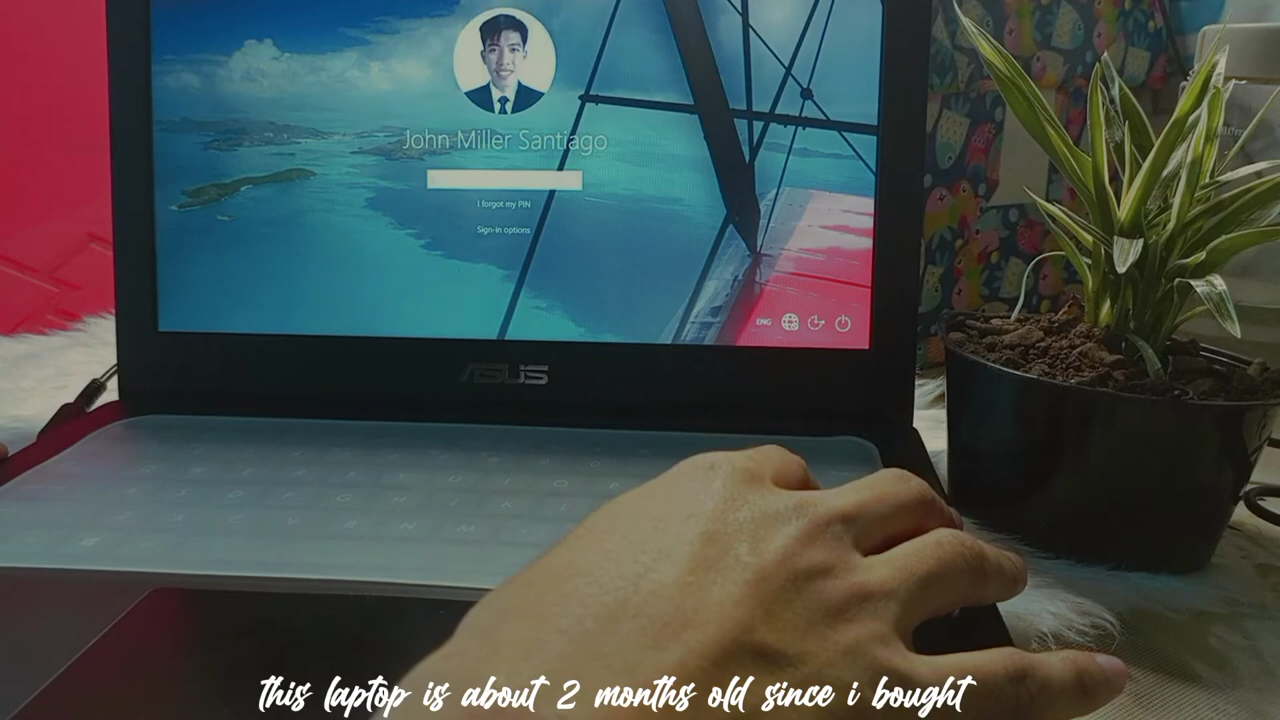 John Miller Santiago
I forgot my PIN
Sign-in options
ENG
ASUS
this laptop is about 2 months old since i bought